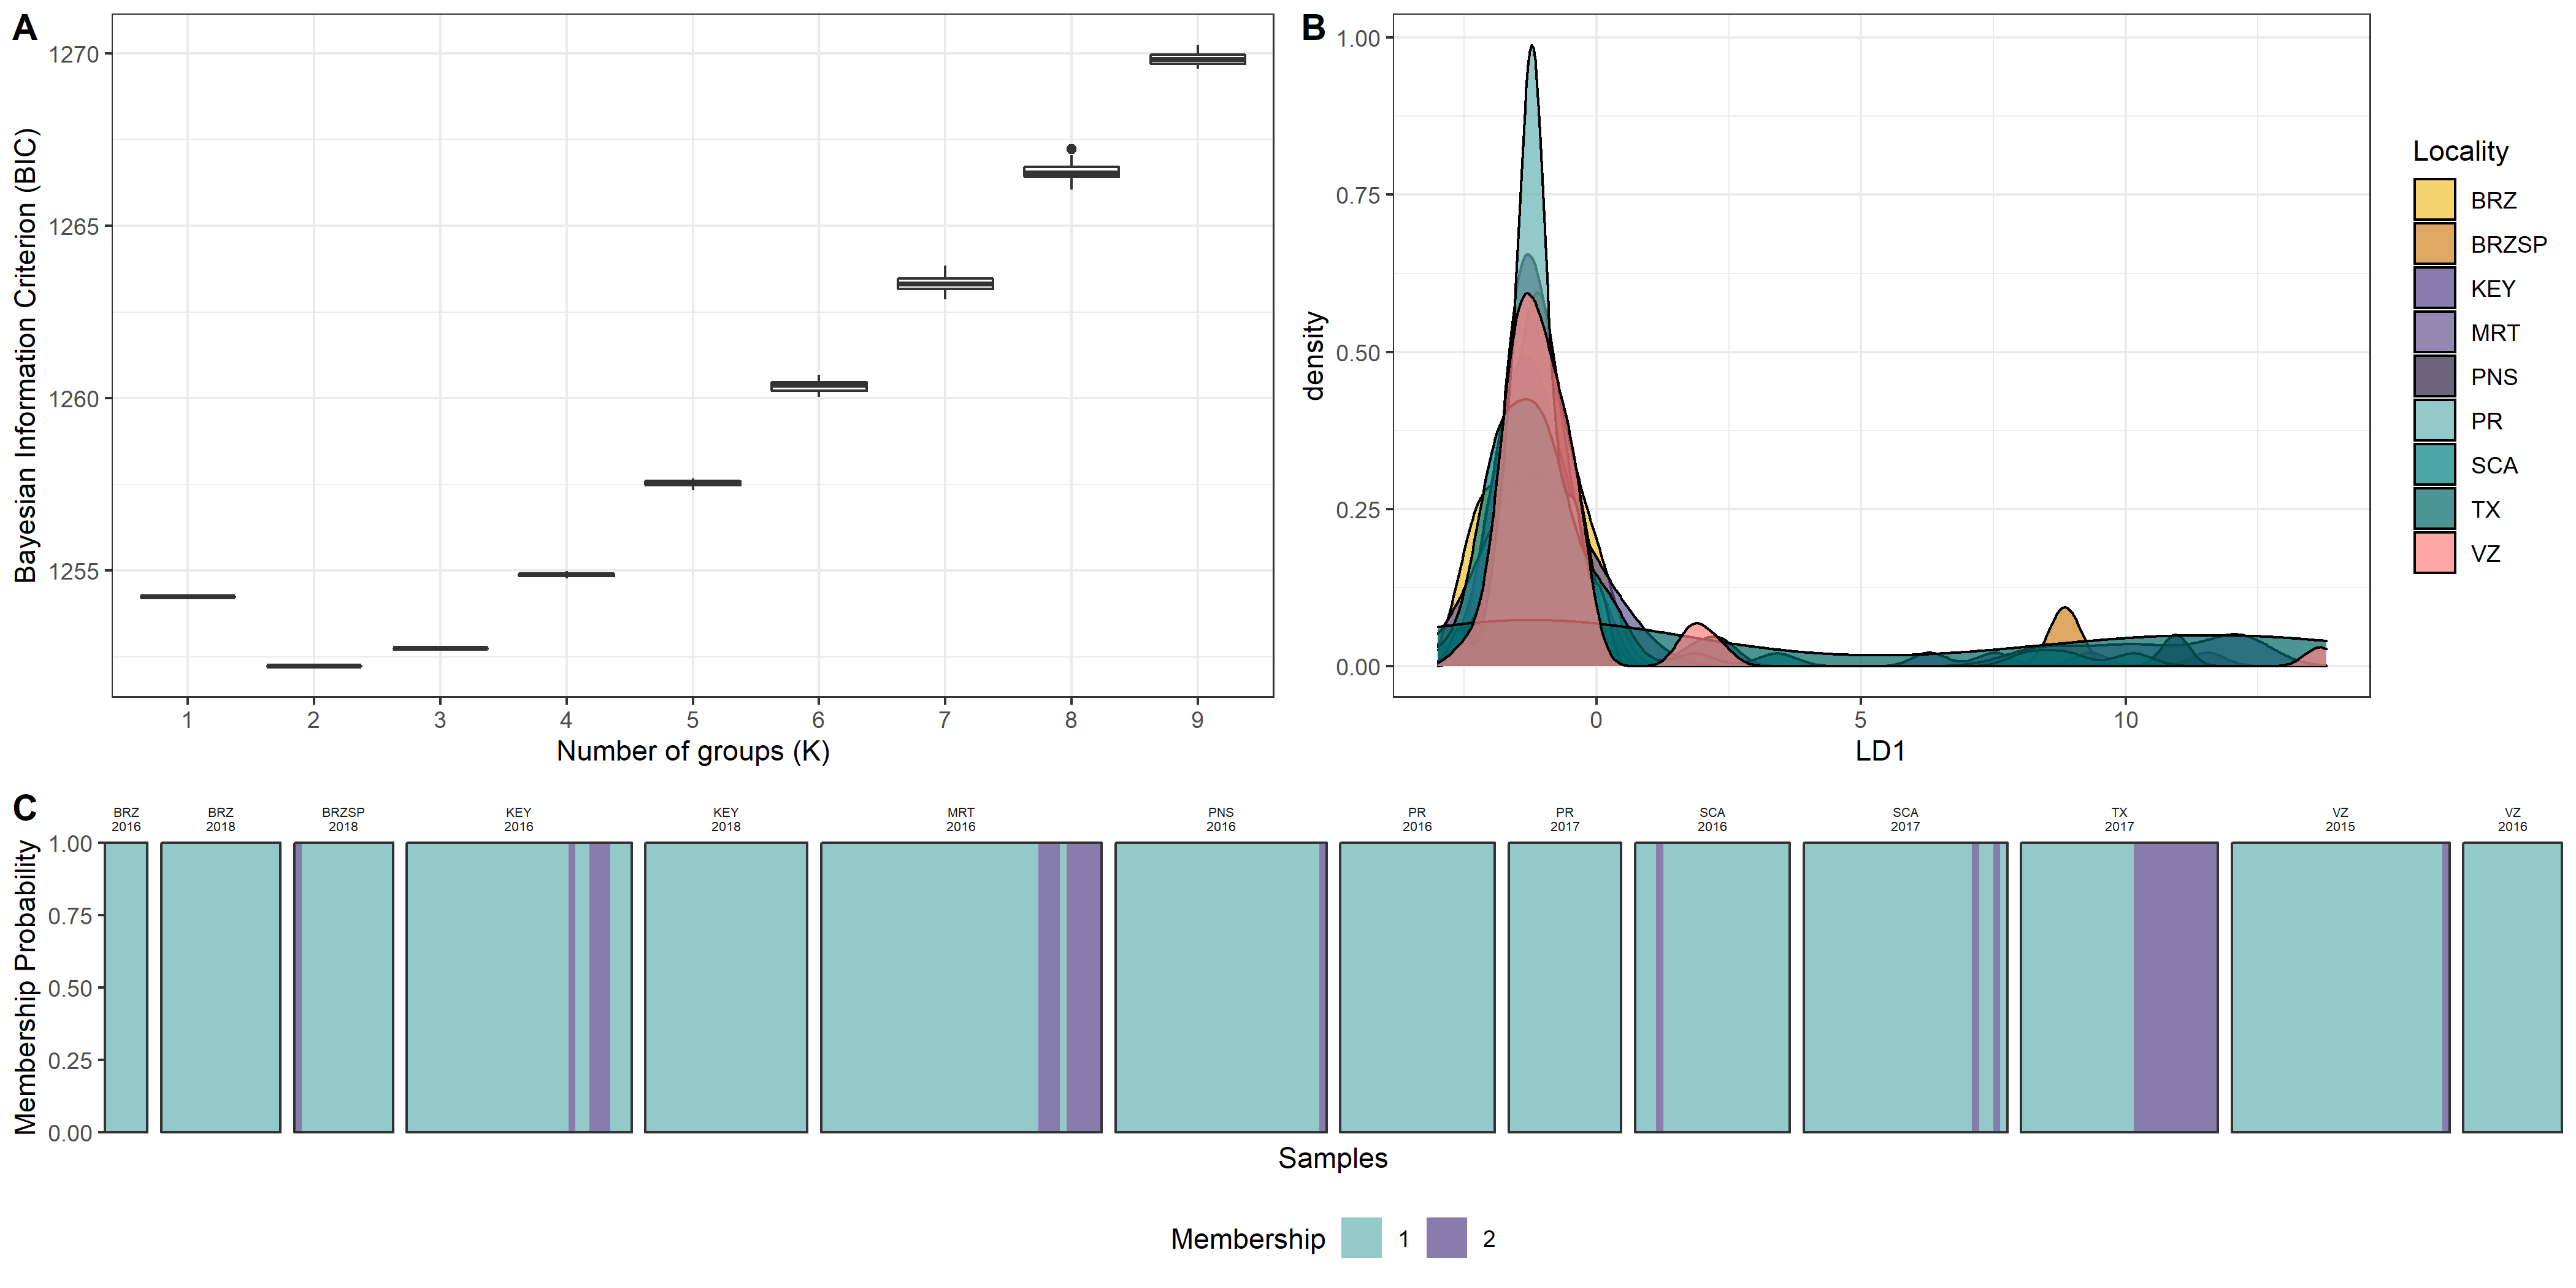 A
Bayesian Information Criterion (BIC)
1270
1265
1260
1255
1 2 3 4 5 6 7 8 9
Number of groups (K)
B
density
1.00
0.75
0.50
0.25
0.00
0 5 10
LD1
Locality
BRZ
BRZSP
KEY
MRT
PNS
PR
SCA
TX
VZ
C
BRZ
2016
BRZ
2018
BRZSP
2018
KEY
2016
KEY
2018
MRT
2016
PNS
2016
PR
2016
PR
2017
SCA
2016
SCA
2017
TX
2017
VZ
2015
VZ
2016
Membership Probability
1.00
0.75
0.50
0.25
0.00
Samples
Membership 1 2